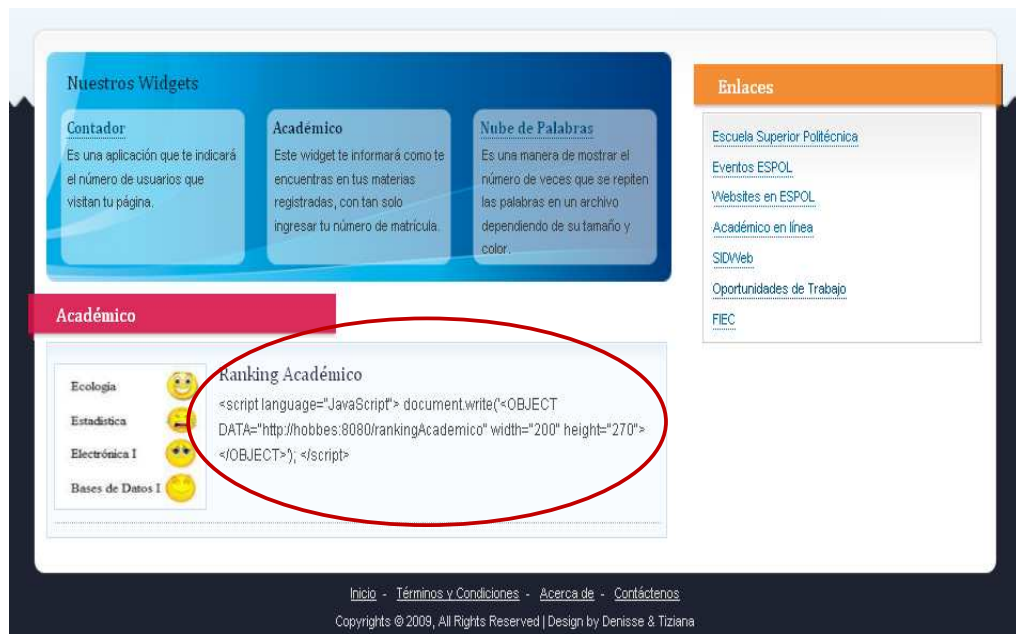 Nuestros Widgets
Contador
Es una aplicación que te indicará
el número de usuarios que
visitan tu página.
Académico
Este widget te informará como te
encuentras en tus materias
registradas, con tan solo
ingresar tu número de matrícula.
Nube de Palabras
Es una manera de mostrar el
número de veces que se repiten
las palabras en un archivo
dependiendo de su tamaño y
color.
Enlaces
Escuela Superior Politécnica
Eventos ESPOL
Websites en ESPOL
Académico en línea
SIDWeb
Oportunidades de Trabajo
FIEC
Académico
Ecología
Estadística
Electrónica I
Bases de Datos I
Ranking Académico
<script language="JavaScript"> document.write('<OBJECT
DATA="http://hobbes:8080/rankingAcademico" width="200" height="270">
</OBJECT>'); </script>
Inicio - Términos y Condiciones - Acerca de - Contáctenos
Copyrights © 2009, All Rights Reserved | Design by Denisse & Tiziana